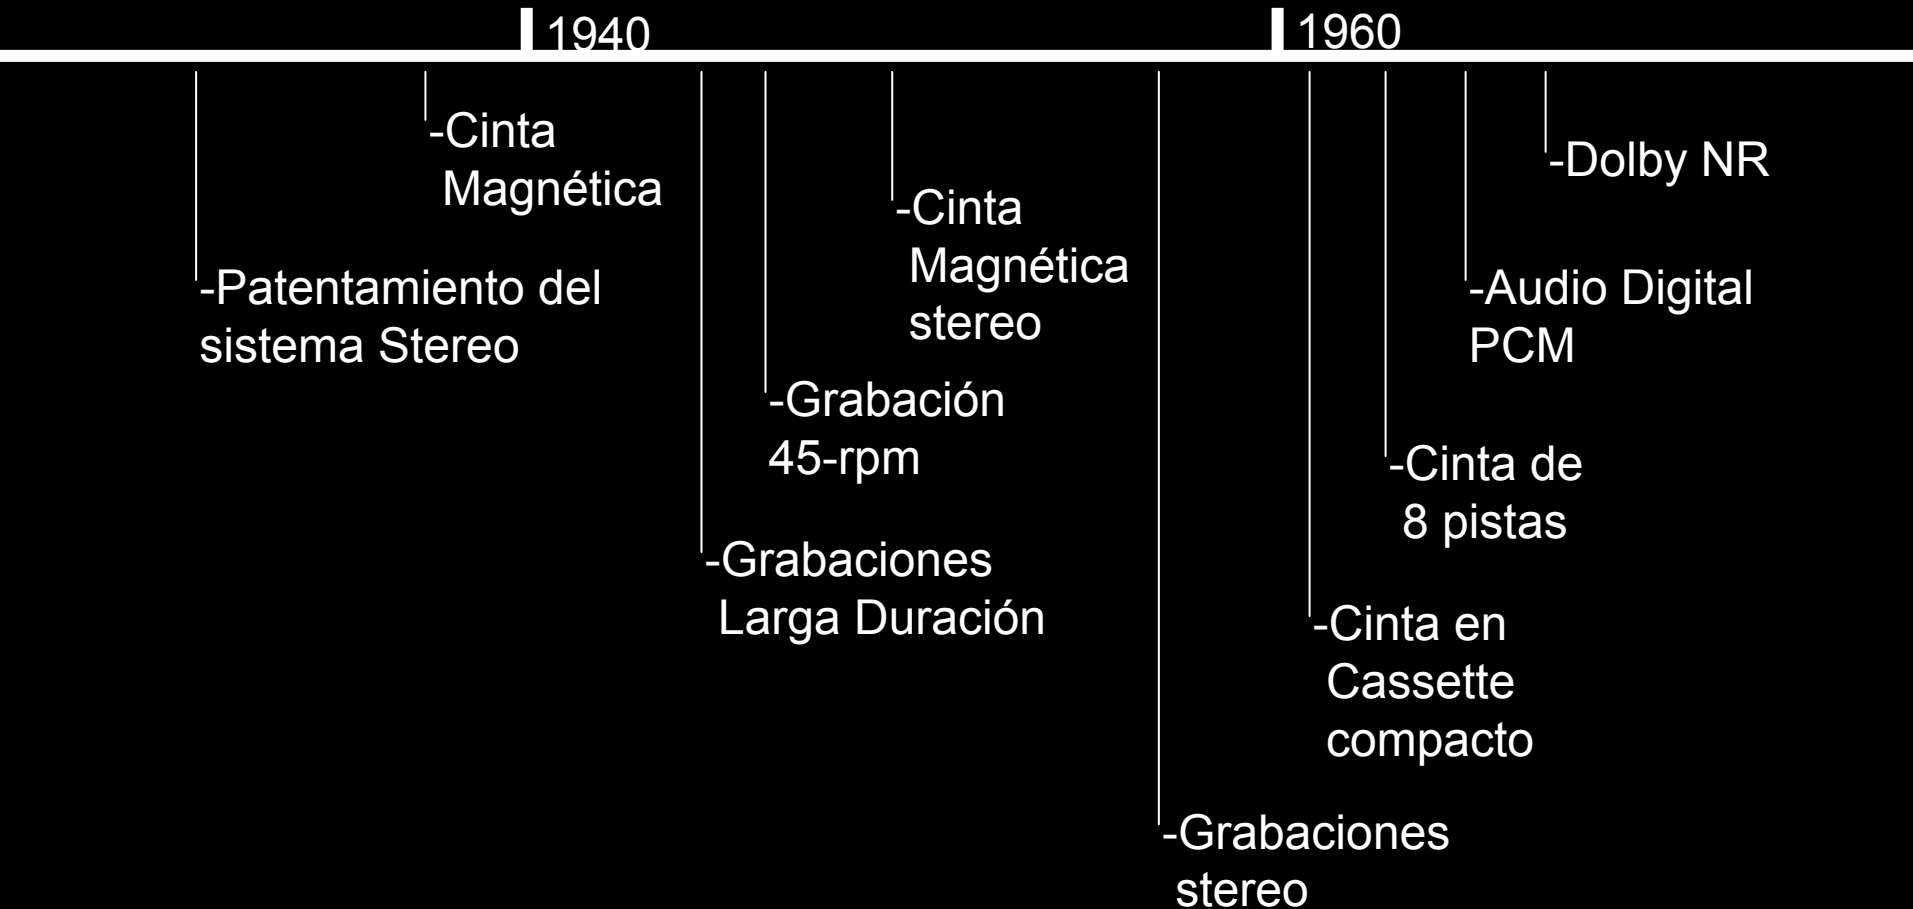 1940
1960
-Cinta
Magnética
-Patentamiento del
sistema Stereo
-Cinta
Magnética
stereo
-Grabación
45-rpm
-Grabaciones
Larga Duración
-Dolby NR
-Audio Digital
PCM
-Cinta de
8 pistas
-Cinta en
Cassette
compacto
-Grabaciones
stereo